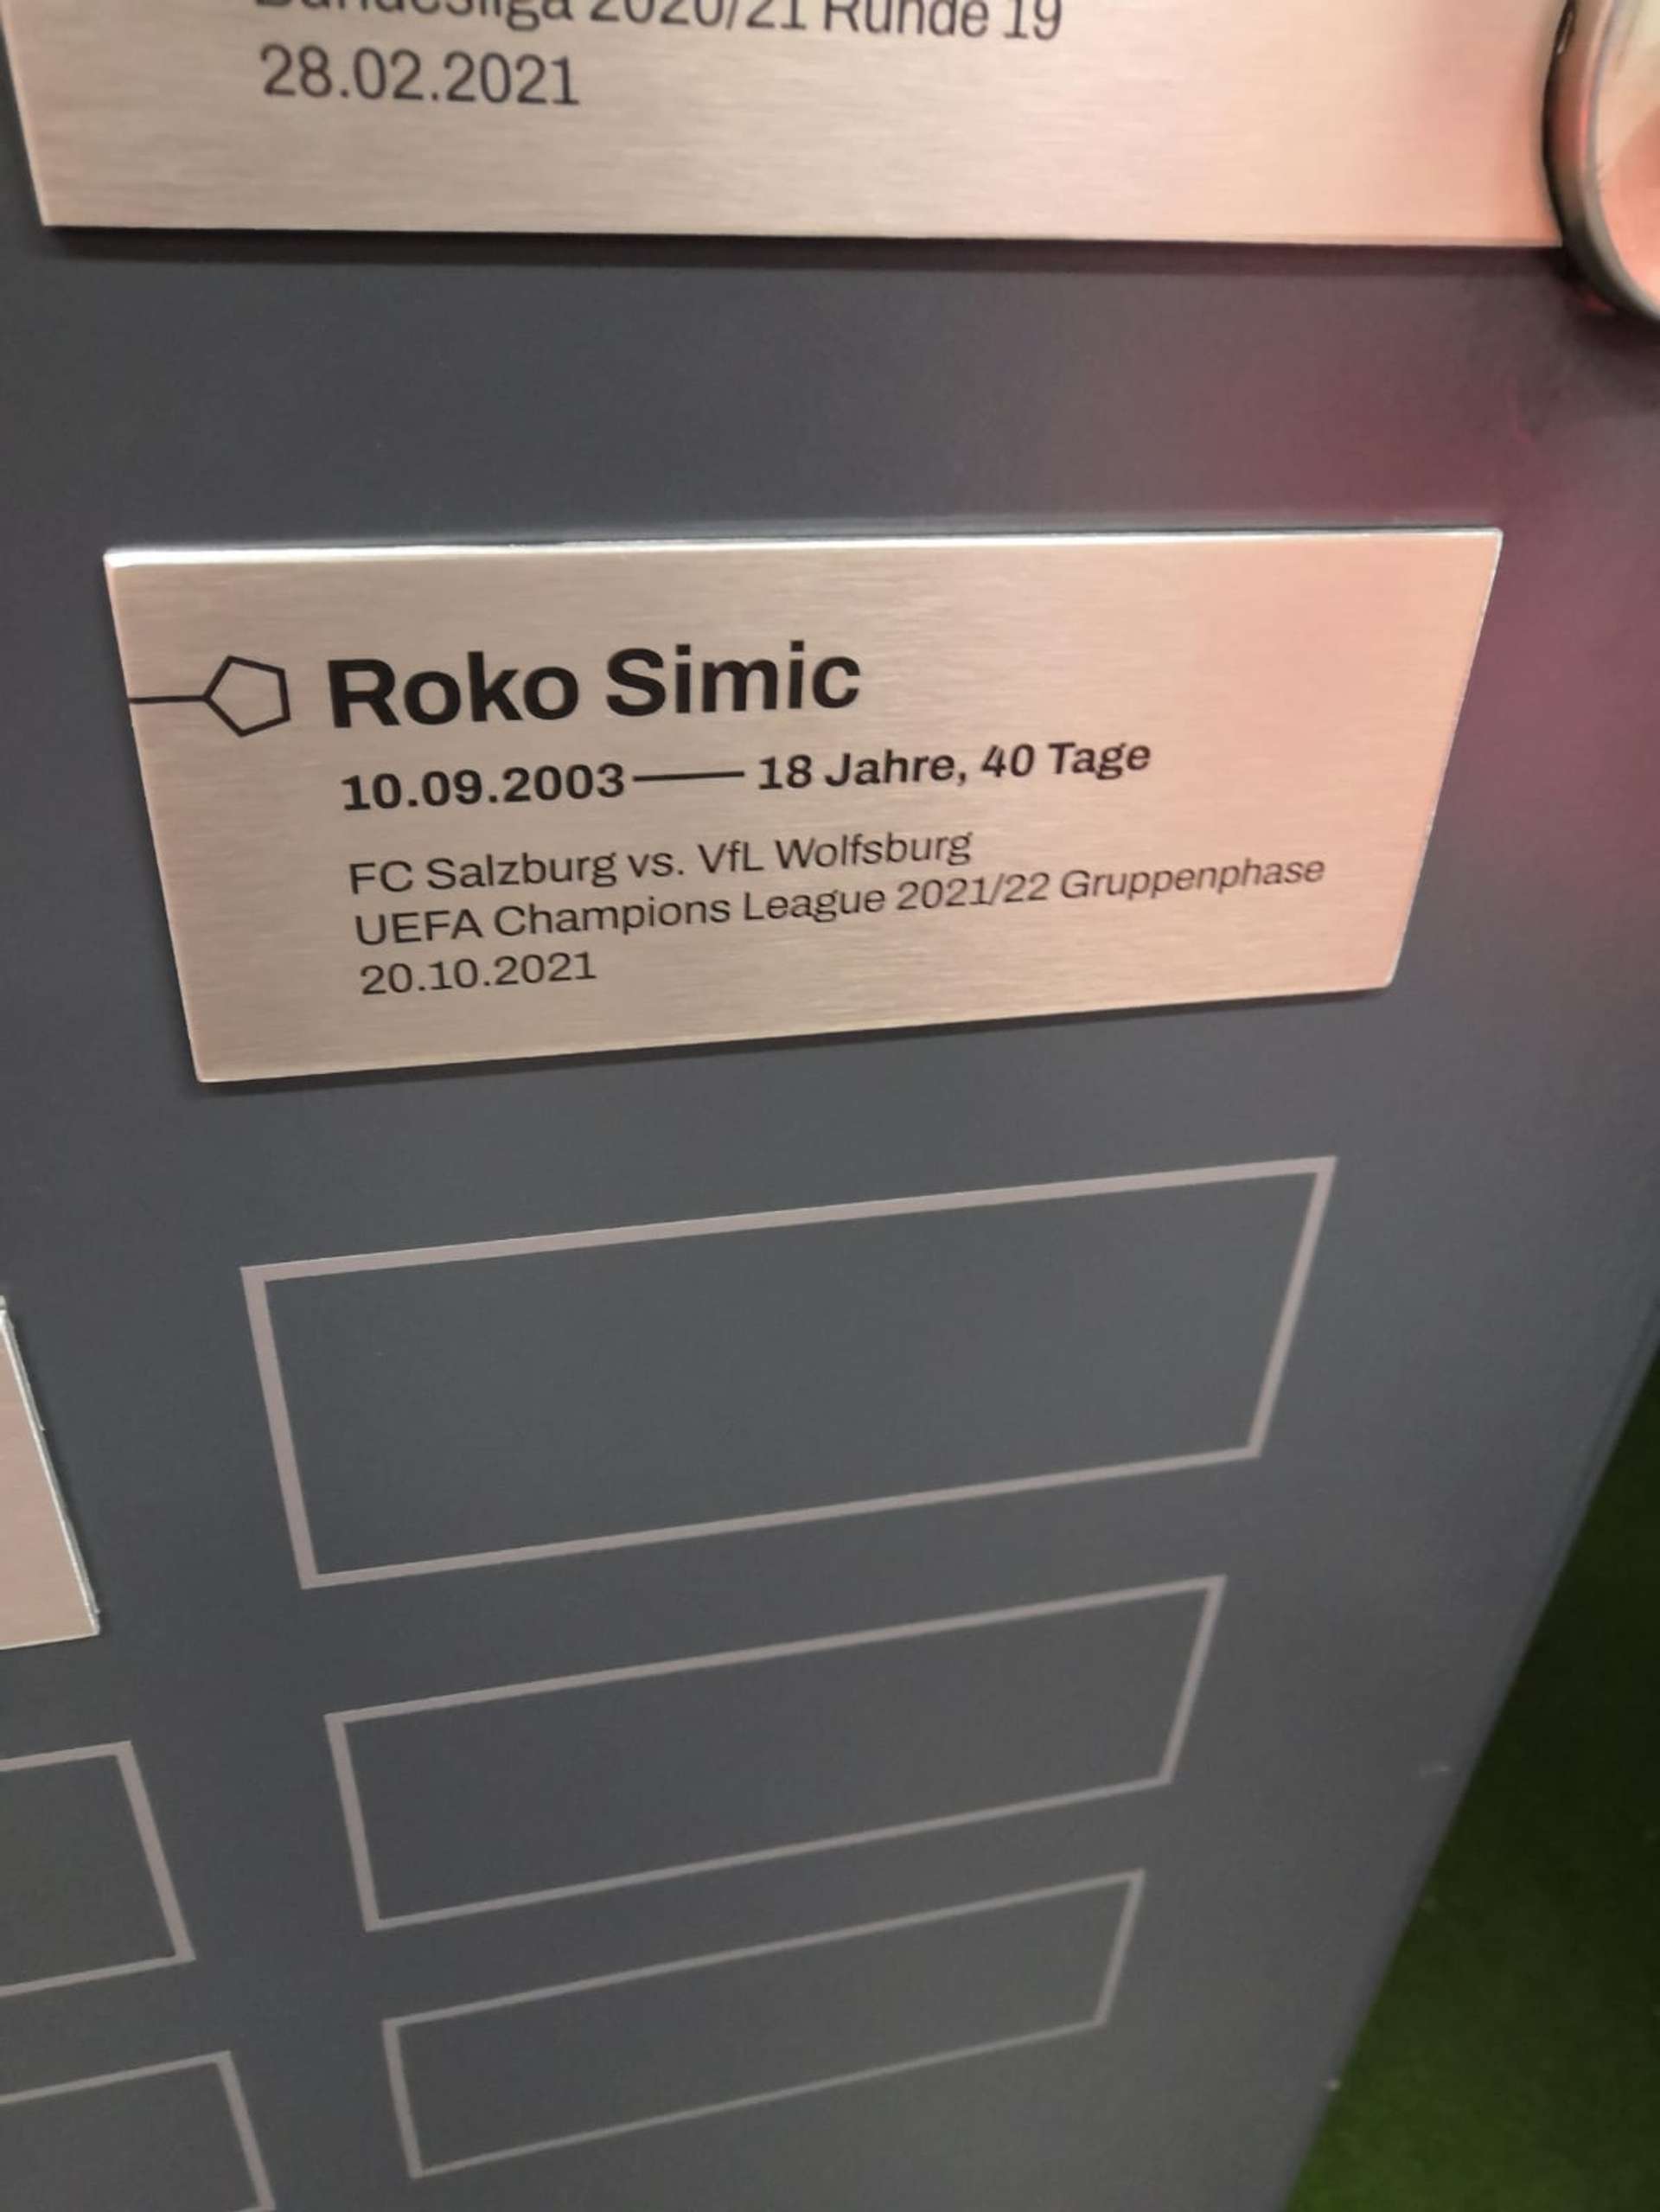 Bundesliga 2020/21 Runde 19
28.02.2021
Roko Simic
10.09.2003 — 18 Jahre, 40 Tage
FC Salzburg vs. VfL Wolfsburg
UEFA Champions League 2021/22 Gruppenphase
20.10.2021